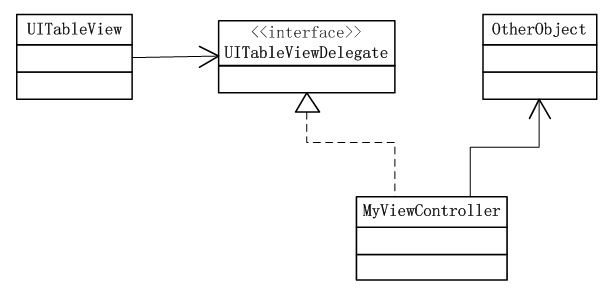 UITableView
<<interface>>
UITableViewDelegate
OtherObject
MyViewController